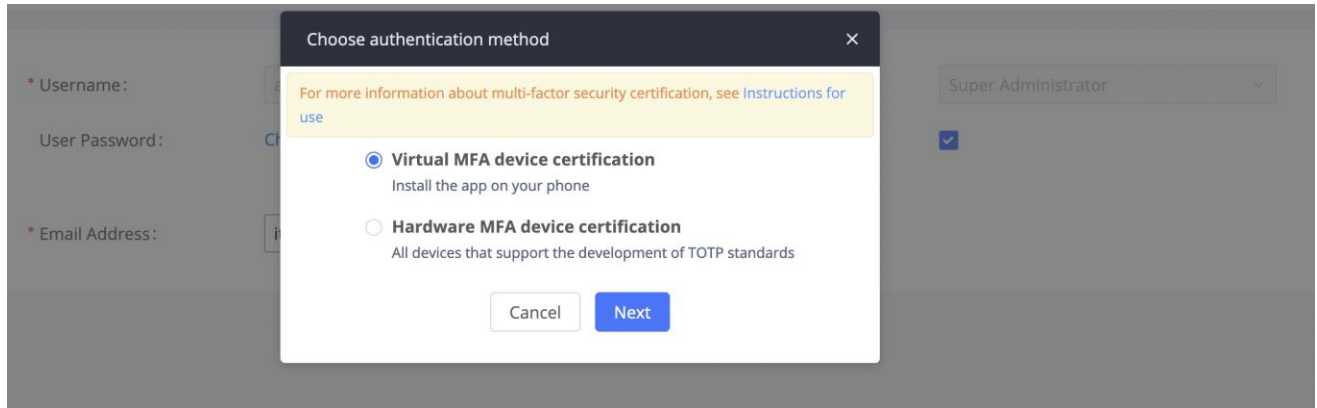 Choose authentication method
For more information about multi-factor security certification, see Instructions for
use
* Username:
Super Administrator
User Password:
Virtual MFA device certification
Install the app on your phone
Hardware MFA device certification
All devices that support the development of TOTP standards
* Email Address:
Cancel
Next